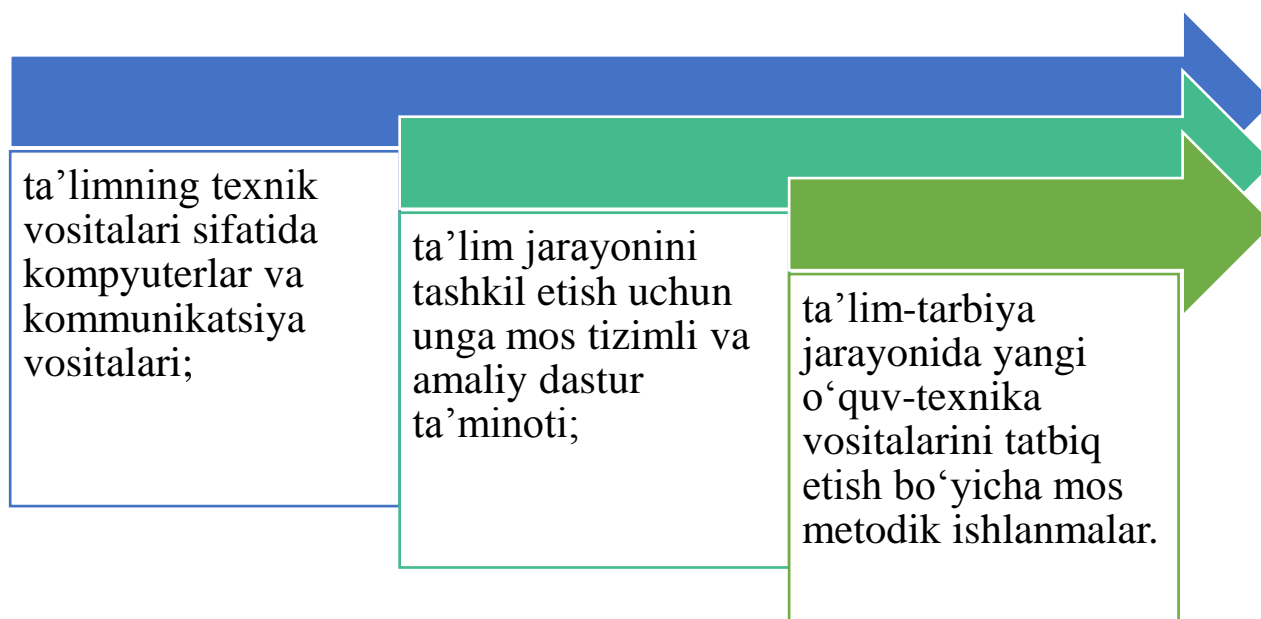 ta’limning texnik
vositalari sifatida
kompyuterlar va
kommunikatsiya
vositalari;
ta’lim jarayonini
tashkil etish uchun
unga mos tizimli va
amaliy dastur
ta’minoti;
ta’lim-tarbiya
jarayonida yangi
o‘quv-texnika
vositalarini tatbiq
etish bo‘yicha mos
metodik ishlanmalar.